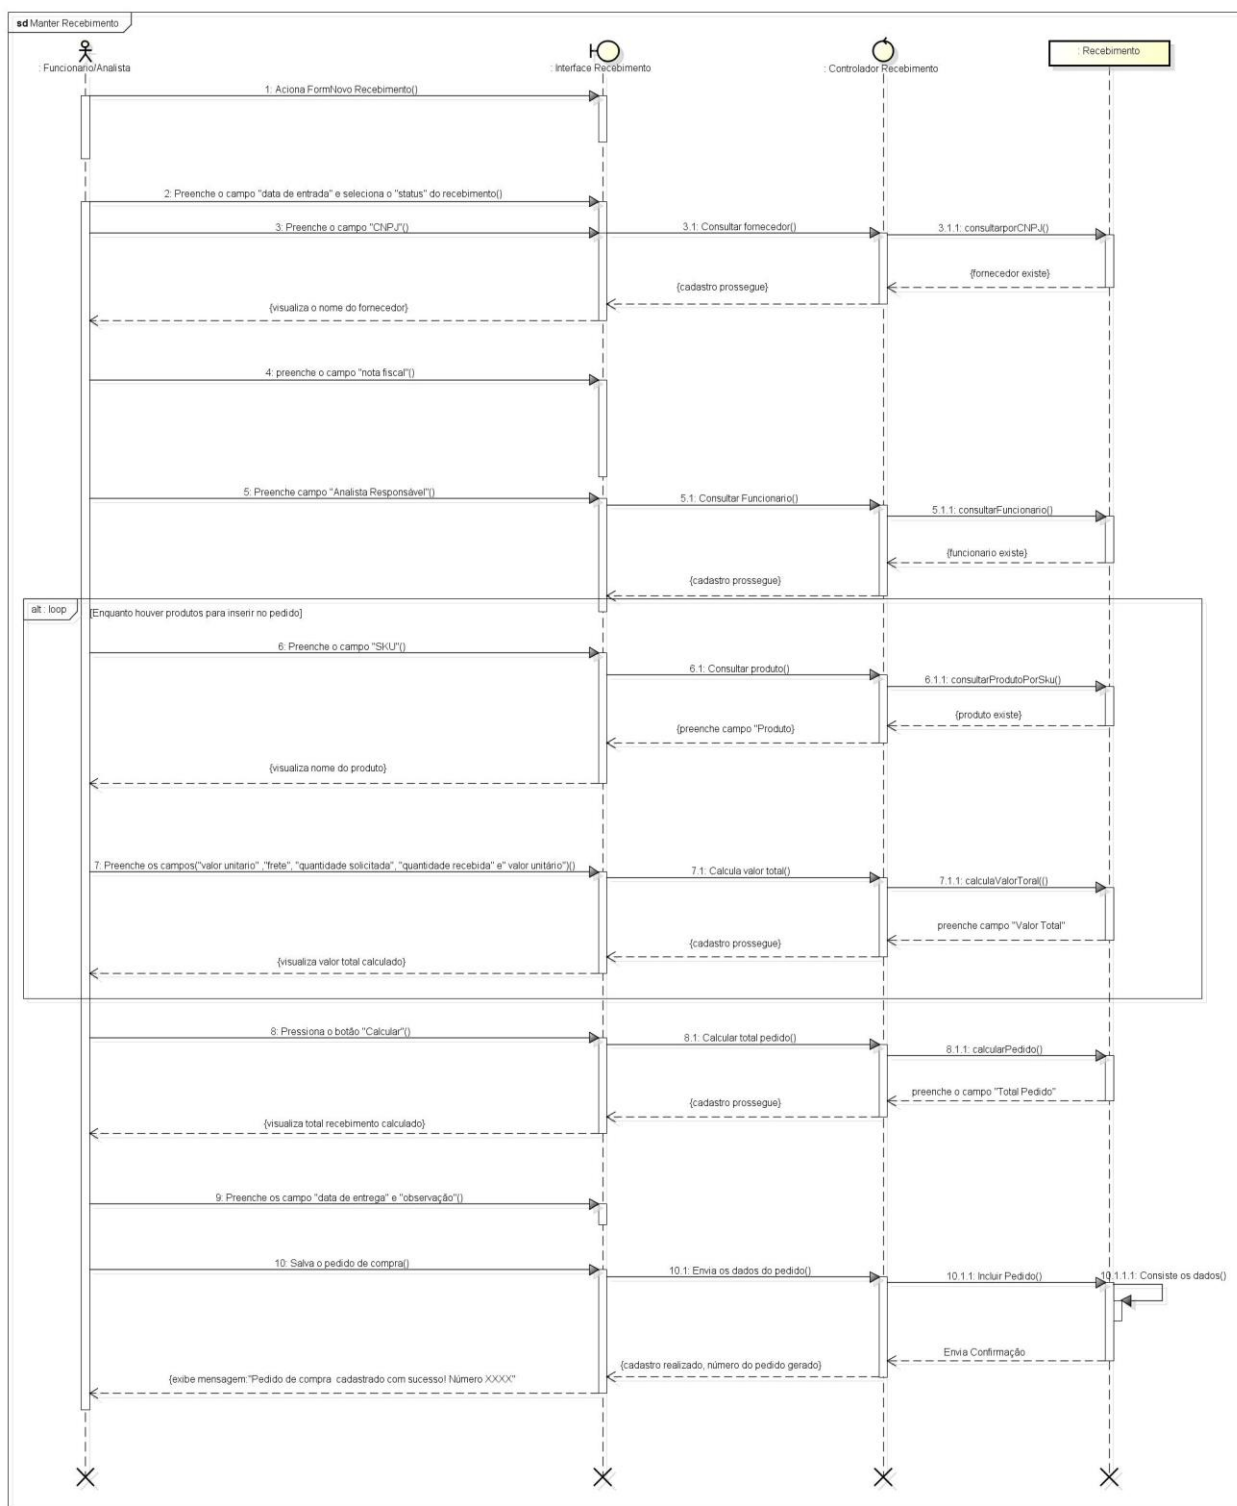 sd Manter Recebimento
: Funcionario/Analista
: Interface Recebimento
: Controlador Recebimento
: Recebimento
1: Aciona FormNovo Recebimento()
2: Preenche o campo "data de entrada" e seleciona o "status" do recebimento()
3: Preenche o campo "CNPJ"()
3.1: Consultar fornecedor()
3.1.1: consultarporCNPJ()
{fornecedor existe}
{cadastro prossegue}
{visualiza o nome do fornecedor}
4: preenche o campo "nota fiscal"()
5: Preenche campo "Analista Responsável"()
5.1: Consultar Funcionario()
5.1.1: consultarFuncionario()
{funcionario existe}
{cadastro prossegue}
alt : loop
[Enquanto houver produtos para inserir no pedido]
6: Preenche o campo "SKU"()
6.1: Consultar produto()
6.1.1: consultarProdutoPorSku()
{produto existe}
{preenche campo "Produto}
{visualiza nome do produto}
7: Preenche os campos("valor unitario" ,"frete", "quantidade solicitada", "quantidade recebida" e" valor unitário")()
7.1: Calcula valor total()
7.1.1: calculaValorToral(()
preenche campo "Valor Total"
{cadastro prossegue}
{visualiza valor total calculado}
8: Pressiona o botão "Calcular"()
8.1: Calcular total pedido()
8.1.1: calcularPedido()
preenche o campo "Total Pedido"
{cadastro prossegue}
{visualiza total recebimento calculado}
9: Preenche os campo "data de entrega" e "observação"()
10: Salva o pedido de compra()
10.1: Envia os dados do pedido()
10.1.1: Incluir Pedido()
10.1.1.1: Consiste os dados()
Envia Confirmação
{cadastro realizado, número do pedido gerado}
{exibe mensagem:"Pedido de compra cadastrado com sucesso! Número XXXX"